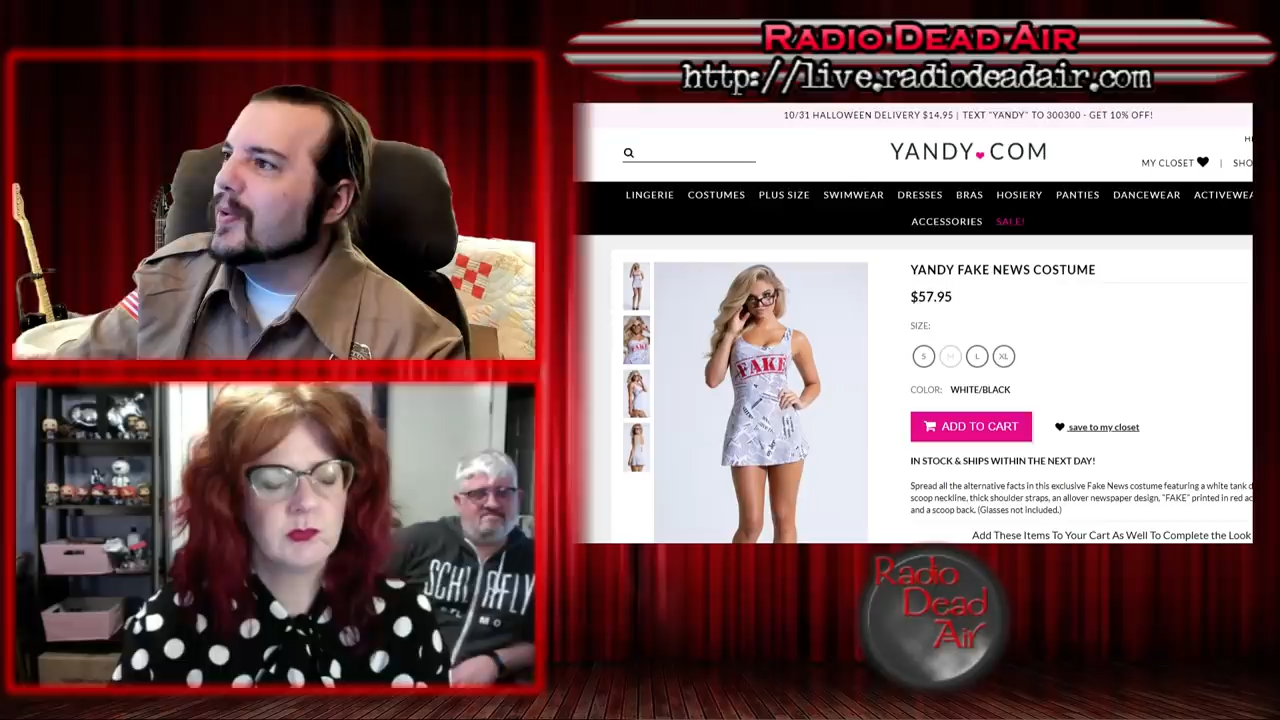 RADIO DEAD AIR
http://live.radiodeadair.com
10/31 HALLOWEEN DELIVERY $14.95 | TEXT "YANDY" TO 300300 - GET 10% OFF!
YANDY COM
MY CLOSET | SHO
LINGERIE COSTUMES PLUS SIZE SWIMWEAR DRESSES BRAS HOSIERY PANTIES DANCEWEAR ACTIVEWEA
ACCESSORIES SALE!
YANDY FAKE NEWS COSTUME
$57.95
SIZE:
S M L XL
COLOR: WHITE/BLACK
ADD TO CART save to my closet
IN STOCK & SHIPS WITHIN THE NEXT DAY!
Spread all the alternative facts in this exclusive Fake News costume featuring a white tank d
scoop neckline, thick shoulder straps, an allover newspaper design, "FAKE" printed in red ac
and a scoop back. (Glasses not included.)
Add These Items To Your Cart As Well To Complete the Look
FAKE
Radio
Dead
Air